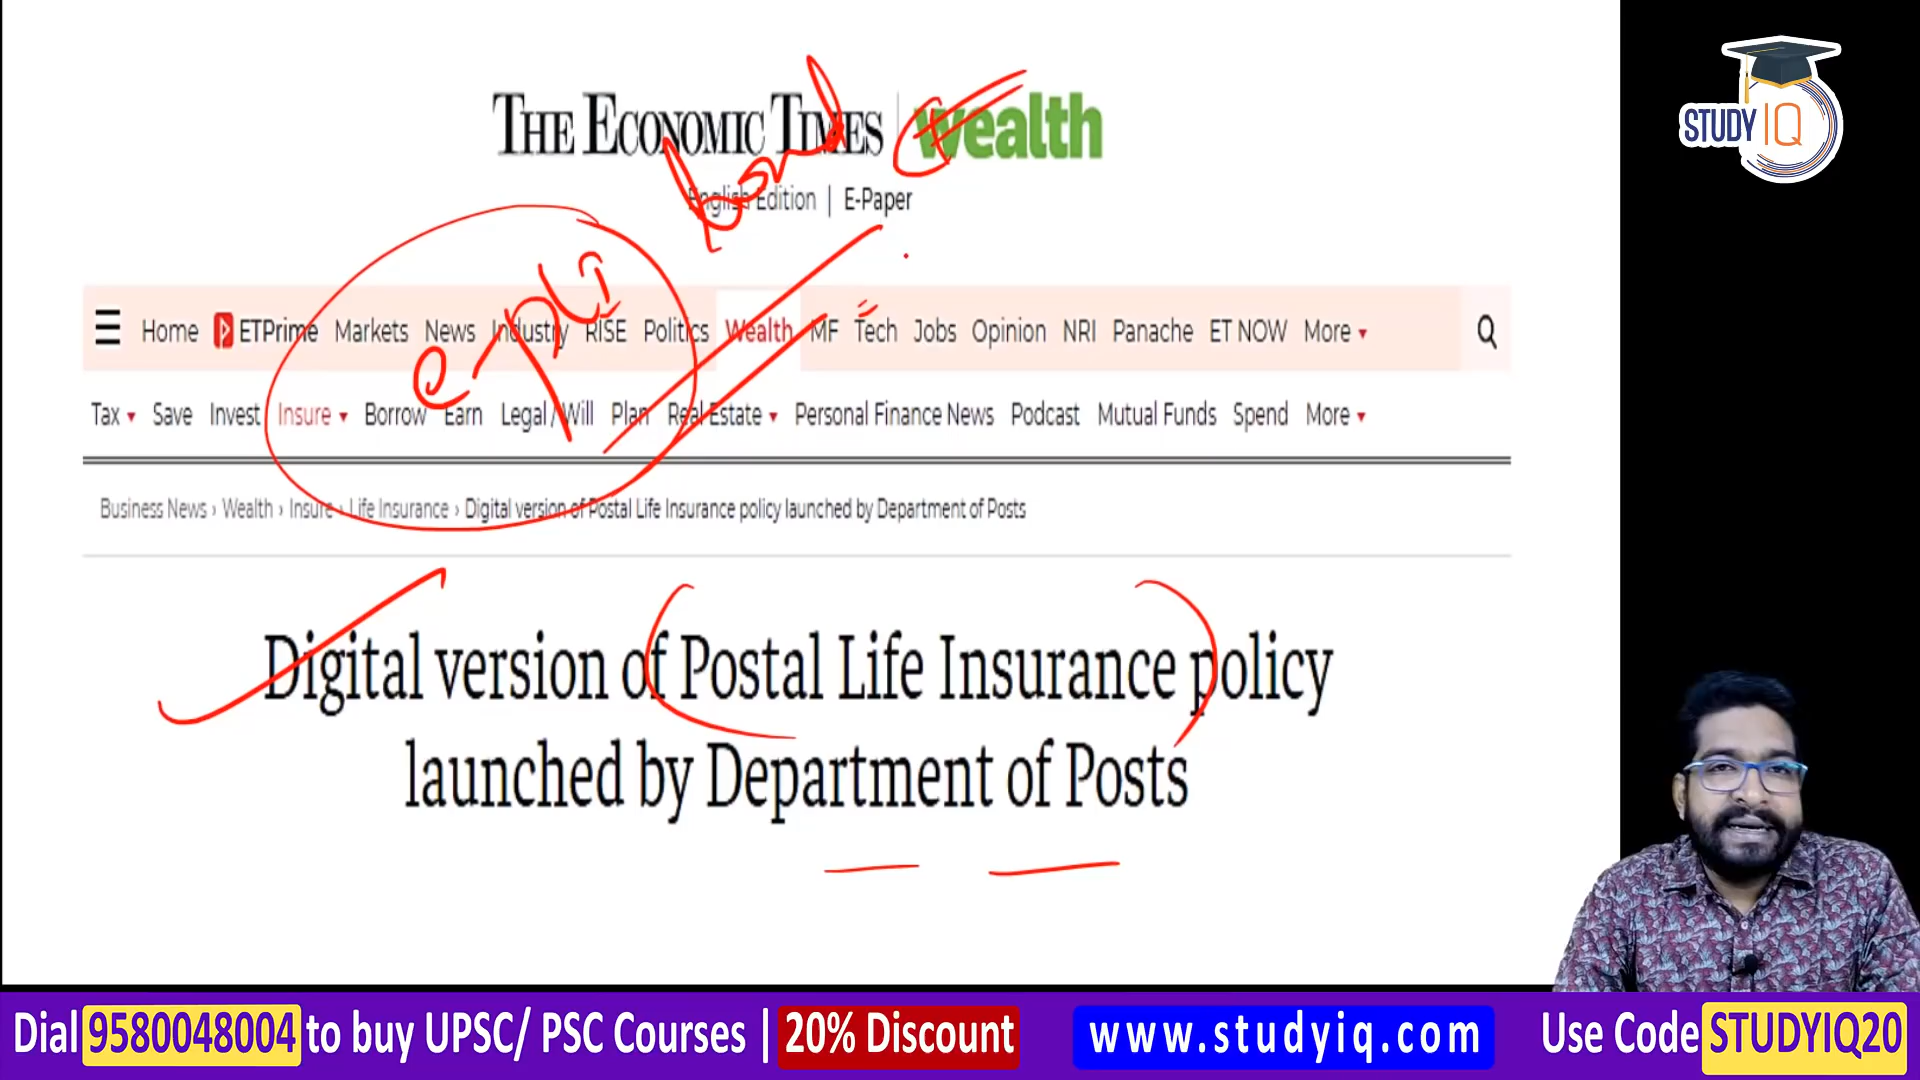 THE ECONOMIC TIMES | wealth
English Edition | E-Paper
bond
e-PLI
Home ETPrime Markets News Industry RISE Politics Wealth MF Tech Jobs Opinion NRI Panache ET NOW More
Tax Save Invest Insure Borrow Earn Legal/Will Plan Real Estate Personal Finance News Podcast Mutual Funds Spend More
Business News › Wealth › Insure › Life Insurance › Digital version of Postal Life Insurance policy launched by Department of Posts
Digital version of Postal Life Insurance policy
launched by Department of Posts
STUDY IQ
Dial 9580048004 to buy UPSC/ PSC Courses | 20% Discount www.studyiq.com Use Code STUDYIQ20